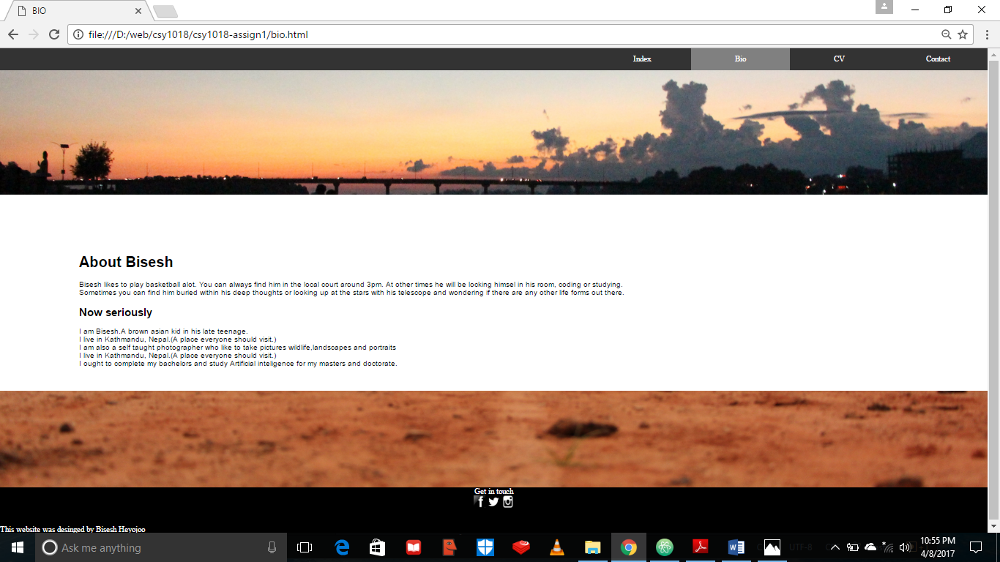 BIO
file:///D:/web/csy1018/csy1018-assign1/bio.html
Index Bio CV Contact
About Bisesh
Bisesh likes to play basketball alot. You can always find him in the local court around 3pm. At other times he will be locking himsel in his room, coding or studying.
Sometimes you can find him buried within his deep thoughts or looking up at the stars with his telescope and wondering if there are any other life forms out there.
Now seriously
I am Bisesh.A brown asian kid in his late teenage.
I live in Kathmandu, Nepal.(A place everyone should visit.)
I am also a self taught photographer who like to take pictures wildlife,landscapes and portraits
I live in Kathmandu, Nepal.(A place everyone should visit.)
I ought to complete my bachelors and study Artificial inteligence for my masters and doctorate.
Get in touch
This website was desinged by Bisesh Heyojoo
Ask me anything
UTF-8
10:55 PM
4/8/2017